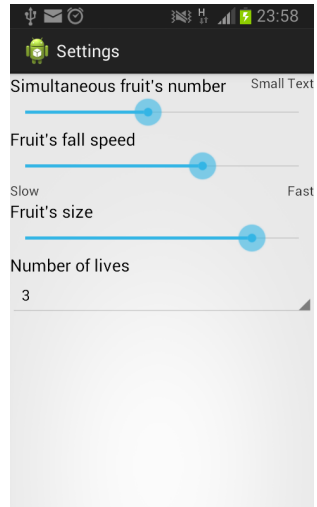 H 23:58
Settings
Simultaneous fruit's number Small Text
Fruit's fall speed
Slow Fast
Fruit's size
Number of lives
3